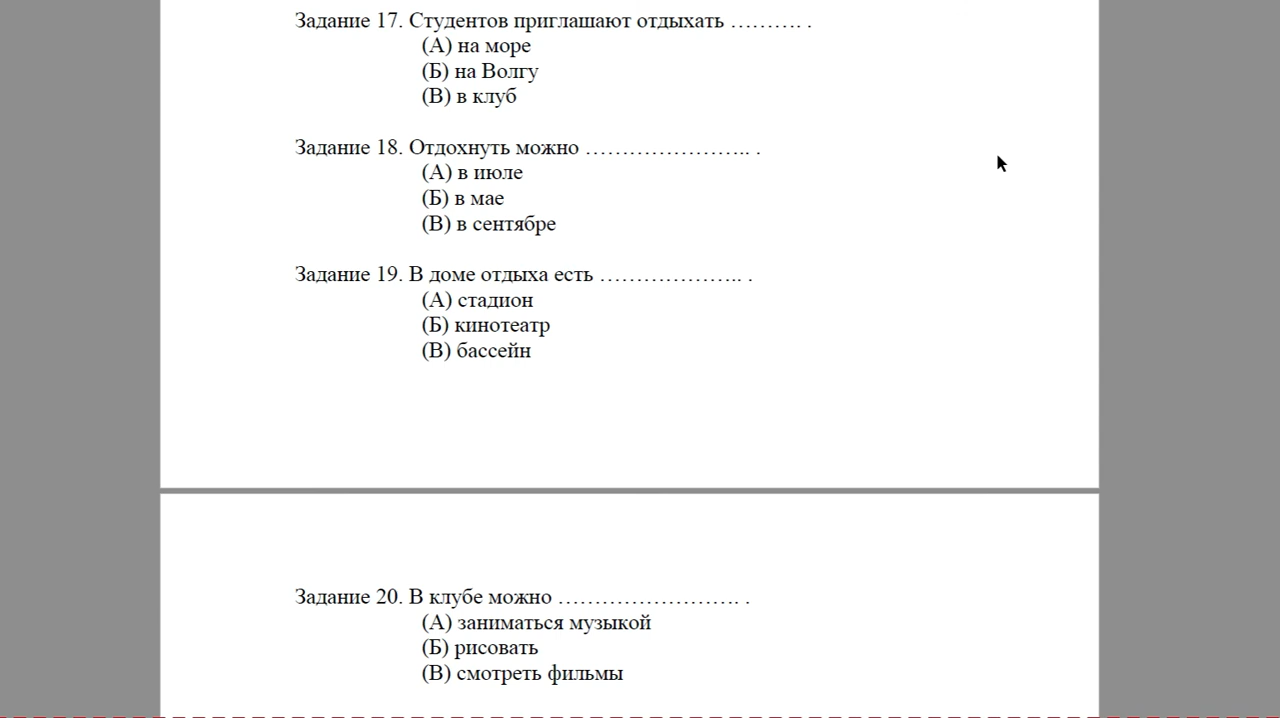 Задание 17. Студентов приглашают отдыхать ………. .
(А) на море
(Б) на Волгу
(В) в клуб
Задание 18. Отдохнуть можно ………………….. .
(А) в июле
(Б) в мае
(В) в сентябре
Задание 19. В доме отдыха есть ……………….. .
(А) стадион
(Б) кинотеатр
(В) бассейн
Задание 20. В клубе можно ……………………. .
(А) заниматься музыкой
(Б) рисовать
(В) смотреть фильмы